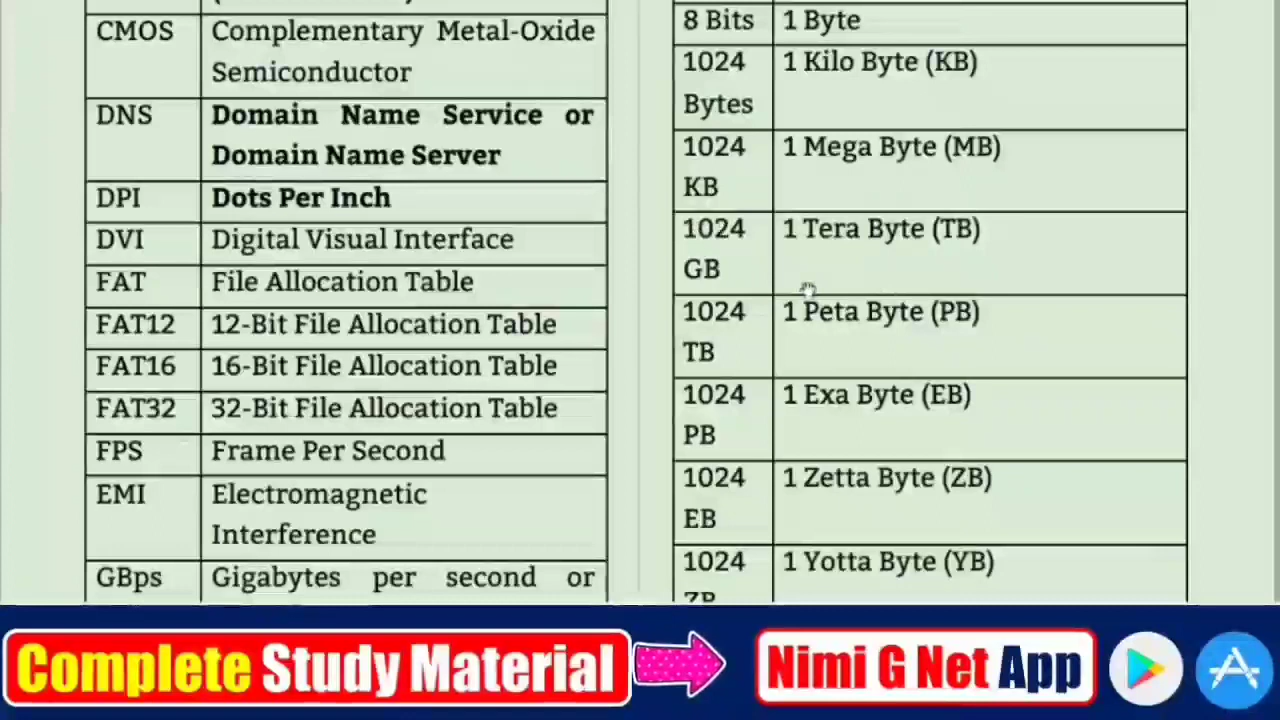 CMOS Complementary Metal-Oxide
Semiconductor
DNS Domain Name Service or
Domain Name Server
DPI Dots Per Inch
DVI Digital Visual Interface
FAT File Allocation Table
FAT12 12-Bit File Allocation Table
FAT16 16-Bit File Allocation Table
FAT32 32-Bit File Allocation Table
FPS Frame Per Second
EMI Electromagnetic
Interference
GBps Gigabytes per second or
8 Bits 1 Byte
1024 1 Kilo Byte (KB)
Bytes
1024 1 Mega Byte (MB)
KB
1024 1 Tera Byte (TB)
GB
1024 1 Peta Byte (PB)
TB
1024 1 Exa Byte (EB)
PB
1024 1 Zetta Byte (ZB)
EB
1024 1 Yotta Byte (YB)
ZB
Complete Study Material
Nimi G Net App